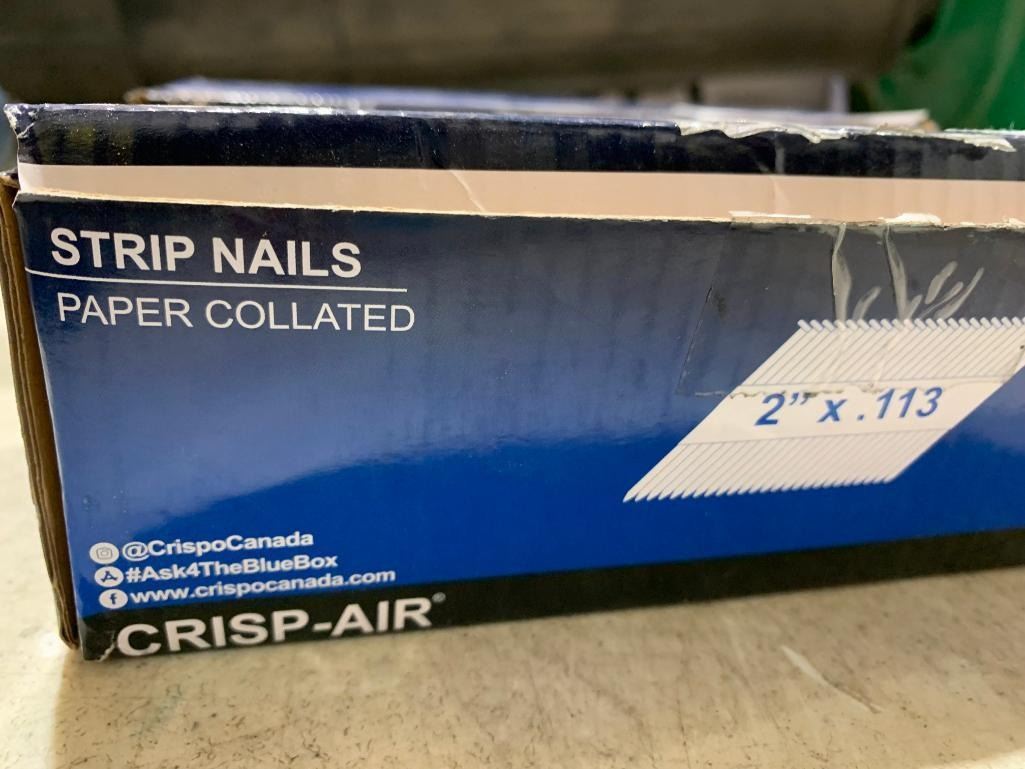 STRIP NAILS
PAPER COLLATED
2” x .113
@CrispoCanada
#Ask4TheBlueBox
www.crispocanada.com
CRISP-AIR®